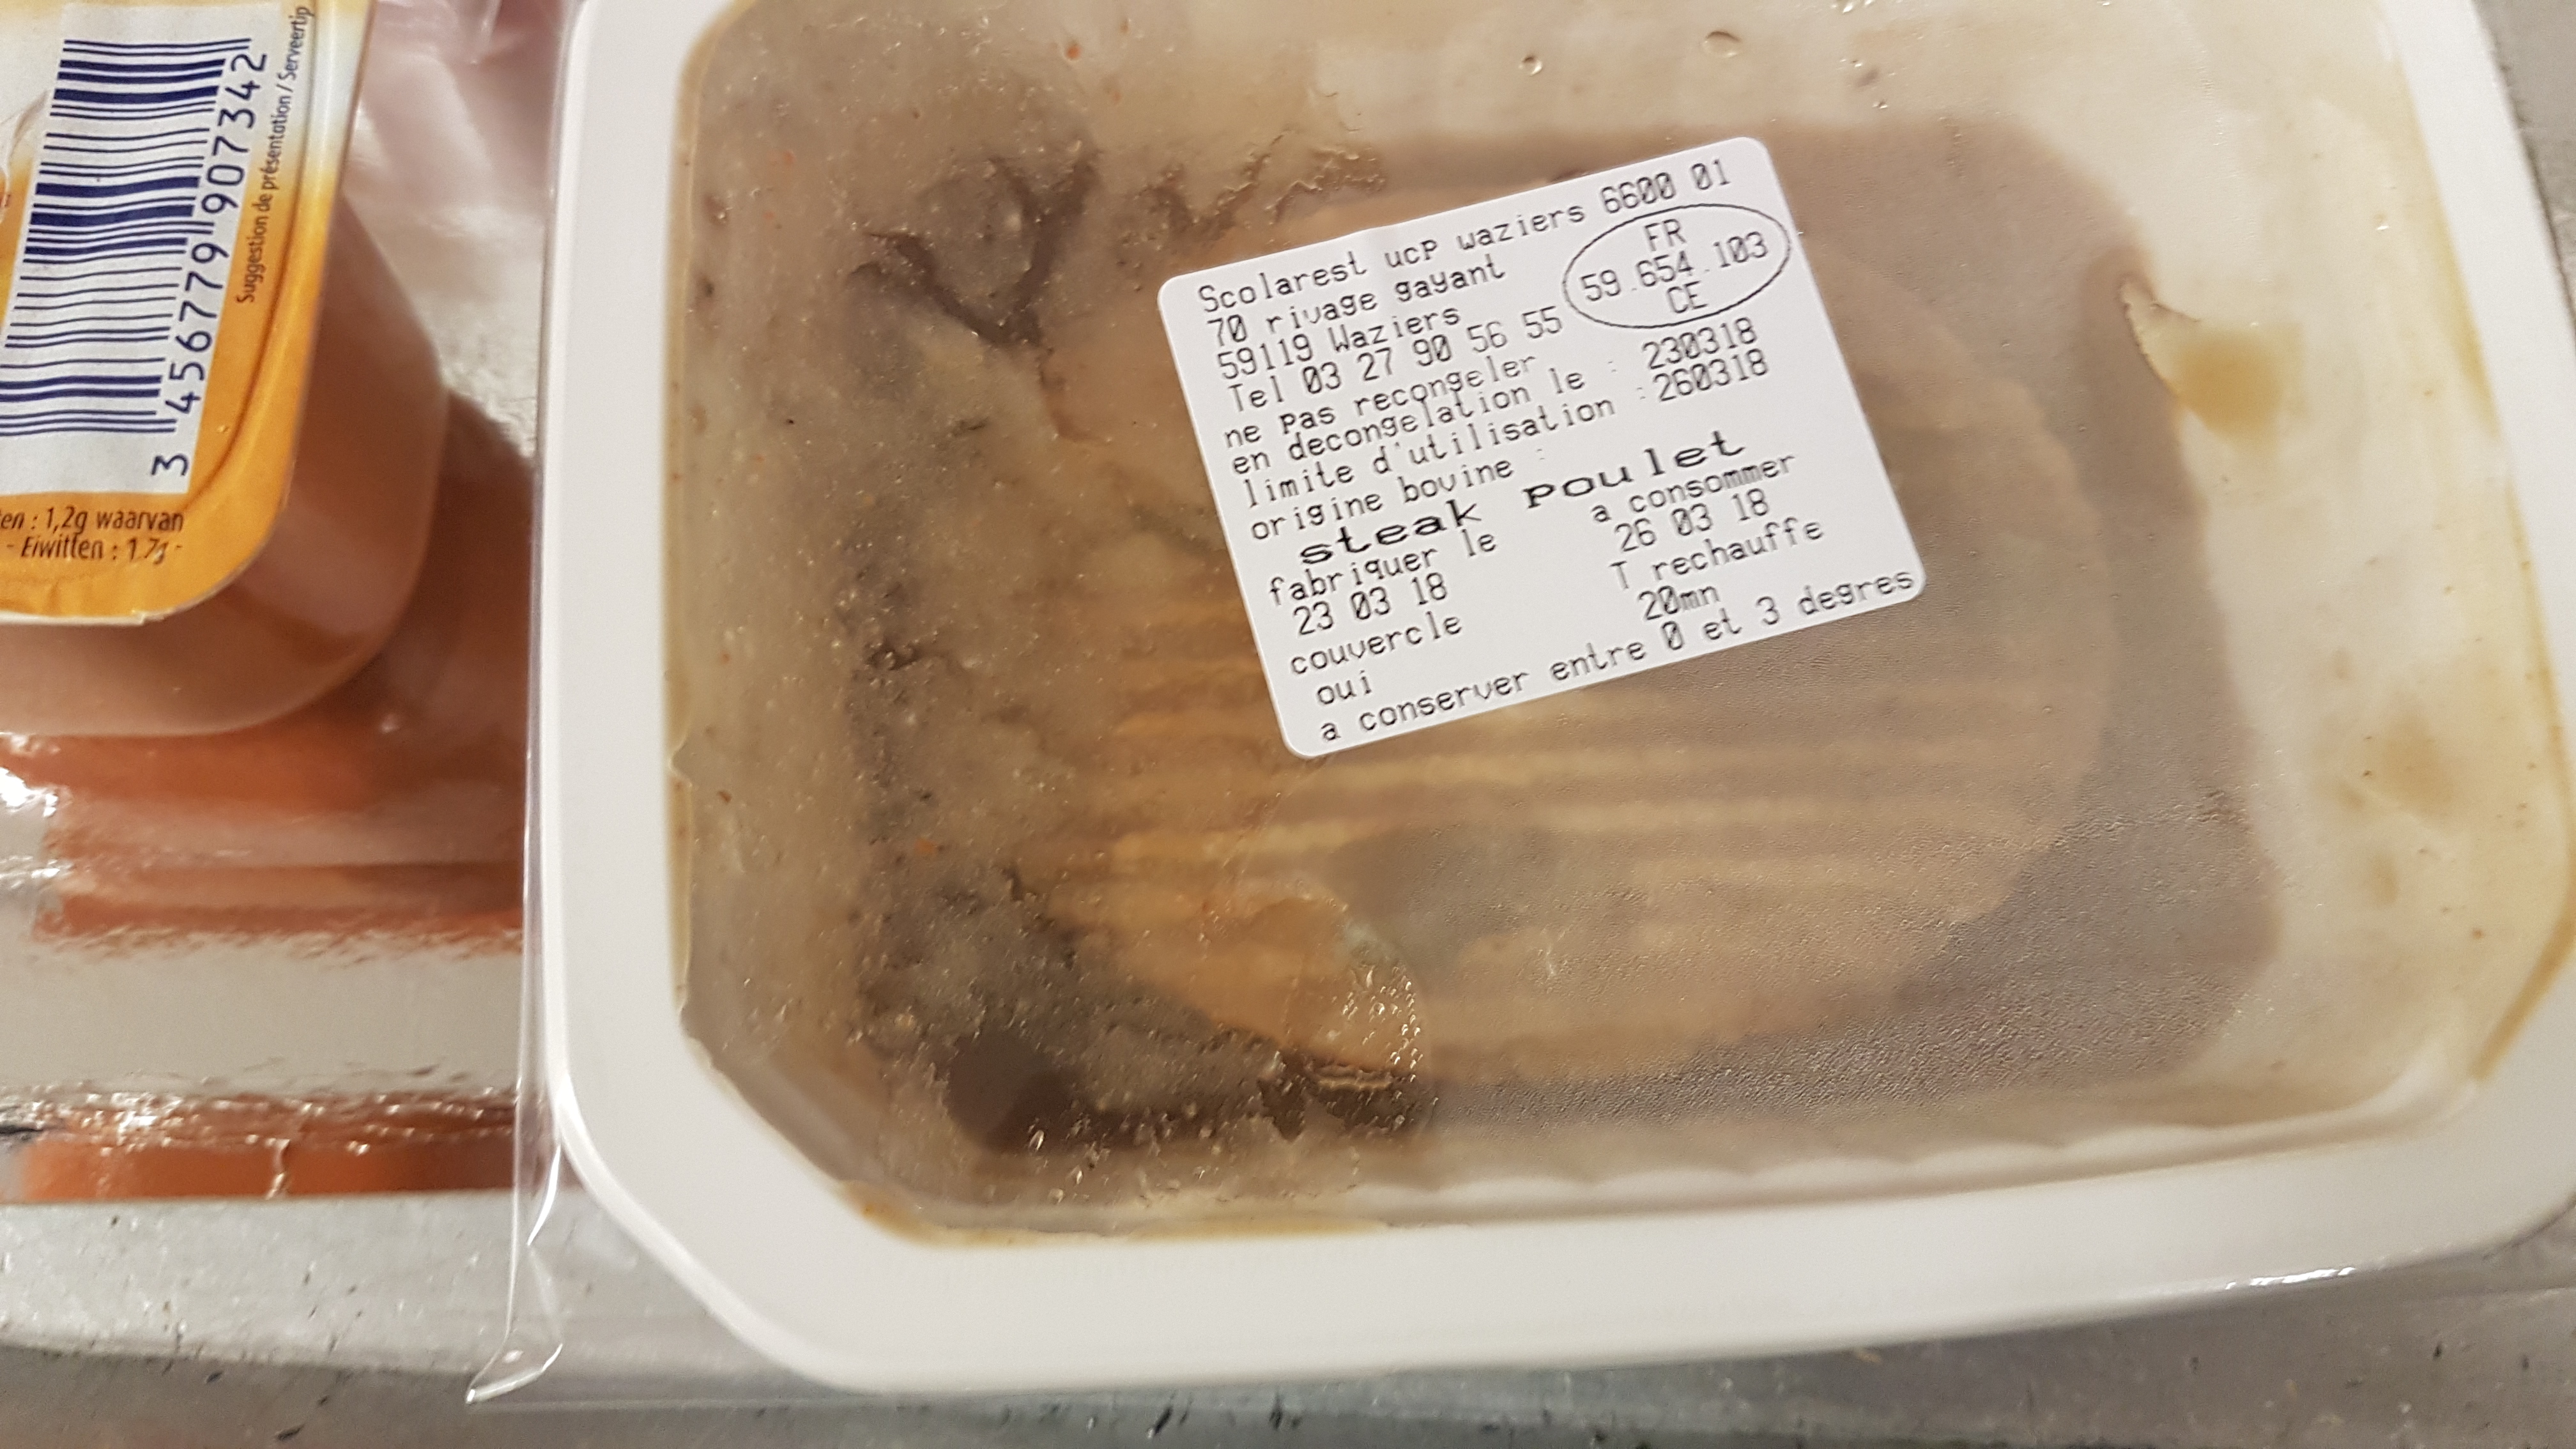 3 456779 907342
Suggestion de présentation / Serveertip
en : 1,2g waarvan
- Eiwitten : 1.7g -
Scolarest ucp waziers 6600 01
70 rivage gayant
59119 Waziers
Tel 03 27 90 56 55
FR
59.654.103
CE
ne pas recongeler
en decongelation le : 230318
limite d'utilisation : 260318
origine bovine :
steak poulet
fabriquer le
23 03 18
a consommer
26 03 18
couvercle
oui
T rechauffe
20mn
a conserver entre 0 et 3 degres